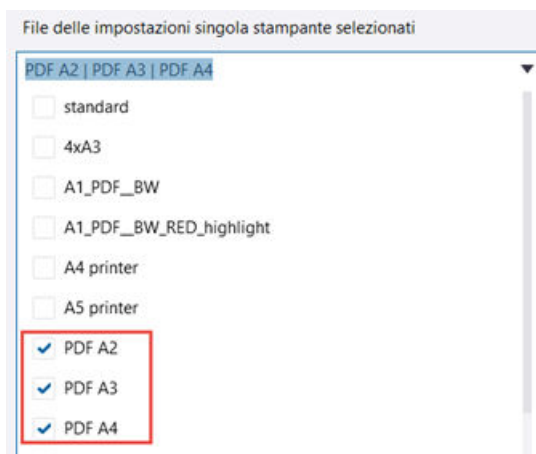 File delle impostazioni singola stampante selezionati
PDF A2 | PDF A3 | PDF A4
standard
4xA3
A1_PDF__BW
A1_PDF__BW_RED_highlight
A4 printer
A5 printer
PDF A2
PDF A3
PDF A4